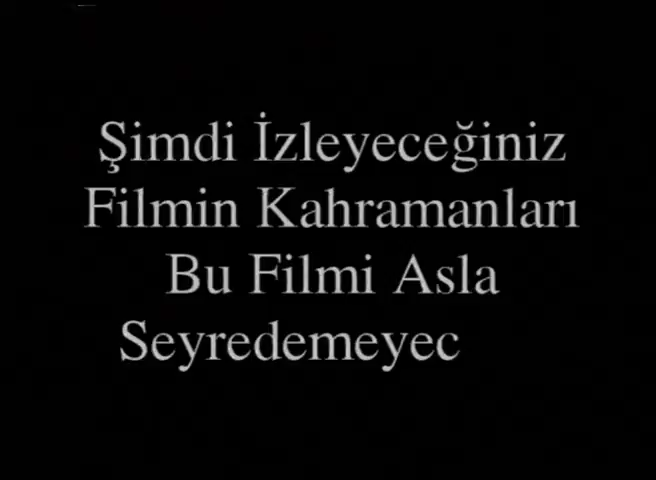 Şimdi İzleyeceğiniz
Filmin Kahramanları
Bu Filmi Asla
Seyredemeyec